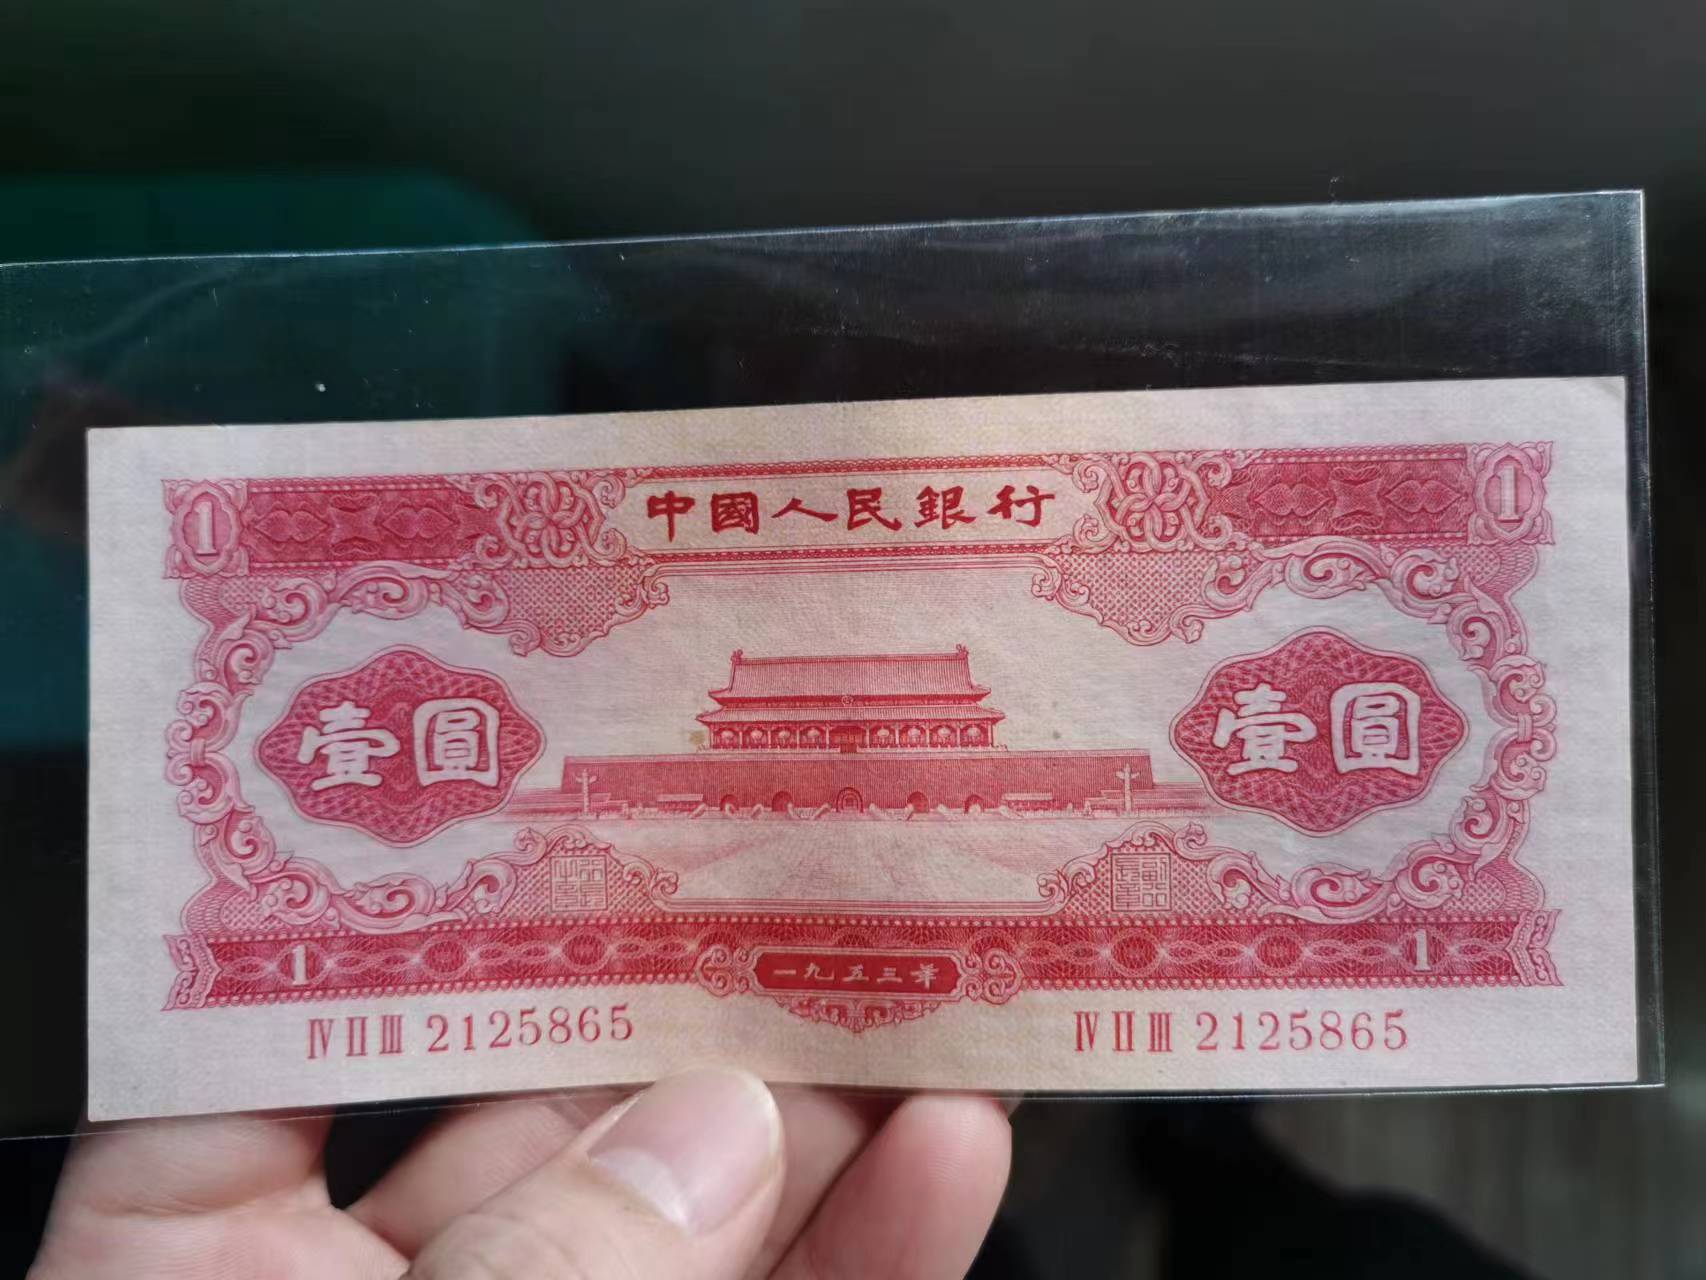 1 中國人民銀行 1
壹圓 壹圓
1 一九五三年 1
ⅣⅡⅢ 2125865 ⅣⅡⅢ 2125865